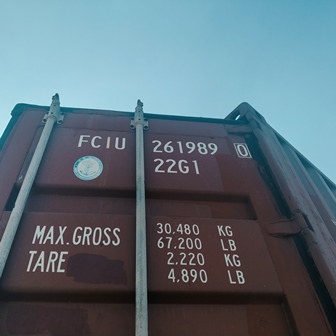 FCIU 261989 0
22G1
MAX.GROSS 30.480 KG
67.200 LB
TARE 2,220 KG
4,890 LB